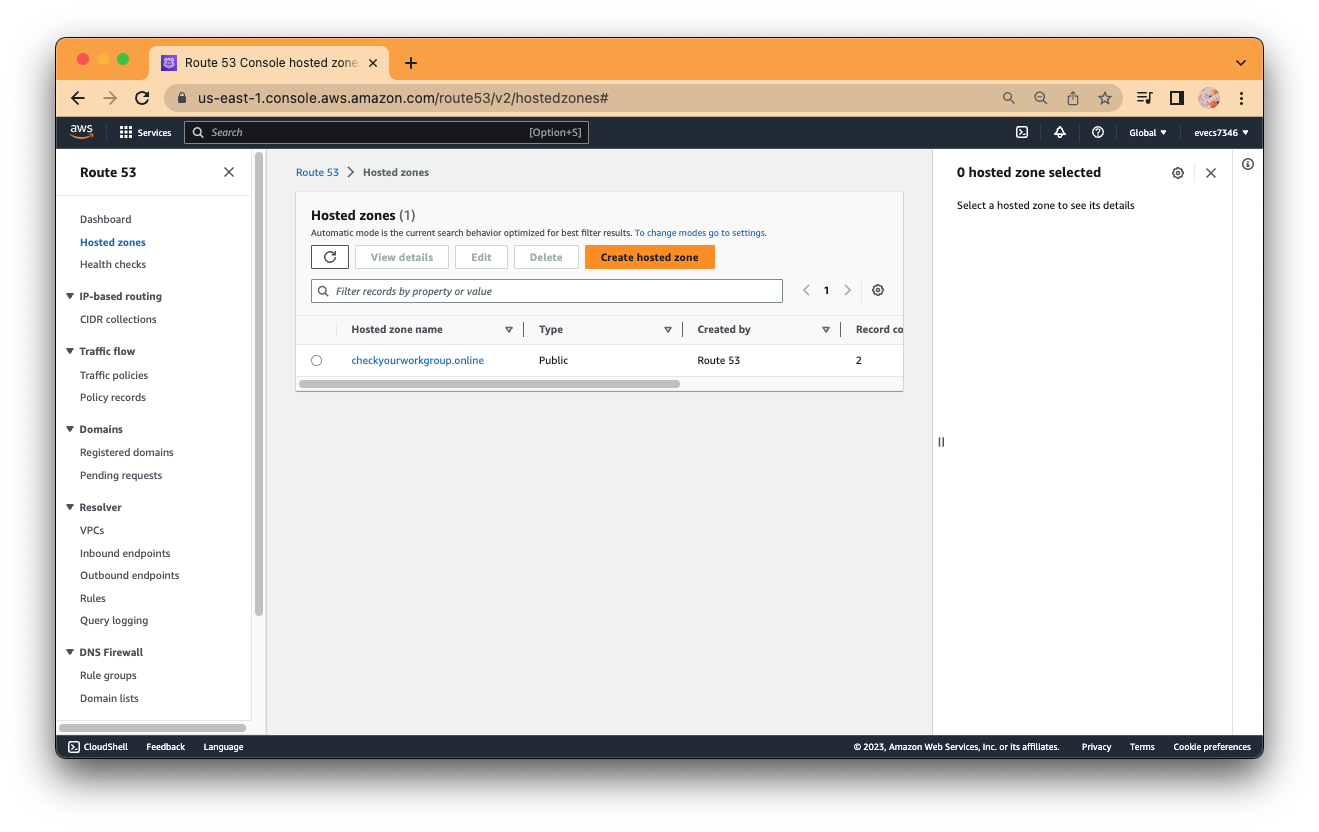 Route 53 Console hosted zone
us-east-1.console.aws.amazon.com/route53/v2/hostedzones#
aws Services Search [Option+S] Global evecs7346
Route 53
Dashboard
Hosted zones
Health checks
IP-based routing
CIDR collections
Traffic flow
Traffic policies
Policy records
Domains
Registered domains
Pending requests
Resolver
VPCs
Inbound endpoints
Outbound endpoints
Rules
Query logging
DNS Firewall
Rule groups
Domain lists
Route 53 Hosted zones
Hosted zones (1)
Automatic mode is the current search behavior optimized for best filter results. To change modes go to settings.
View details Edit Delete Create hosted zone
Filter records by property or value 1
Hosted zone name Type Created by Record co
checkyourworkgroup.online Public Route 53 2
0 hosted zone selected
Select a hosted zone to see its details
CloudShell Feedback Language © 2023, Amazon Web Services, Inc. or its affiliates. Privacy Terms Cookie preferences